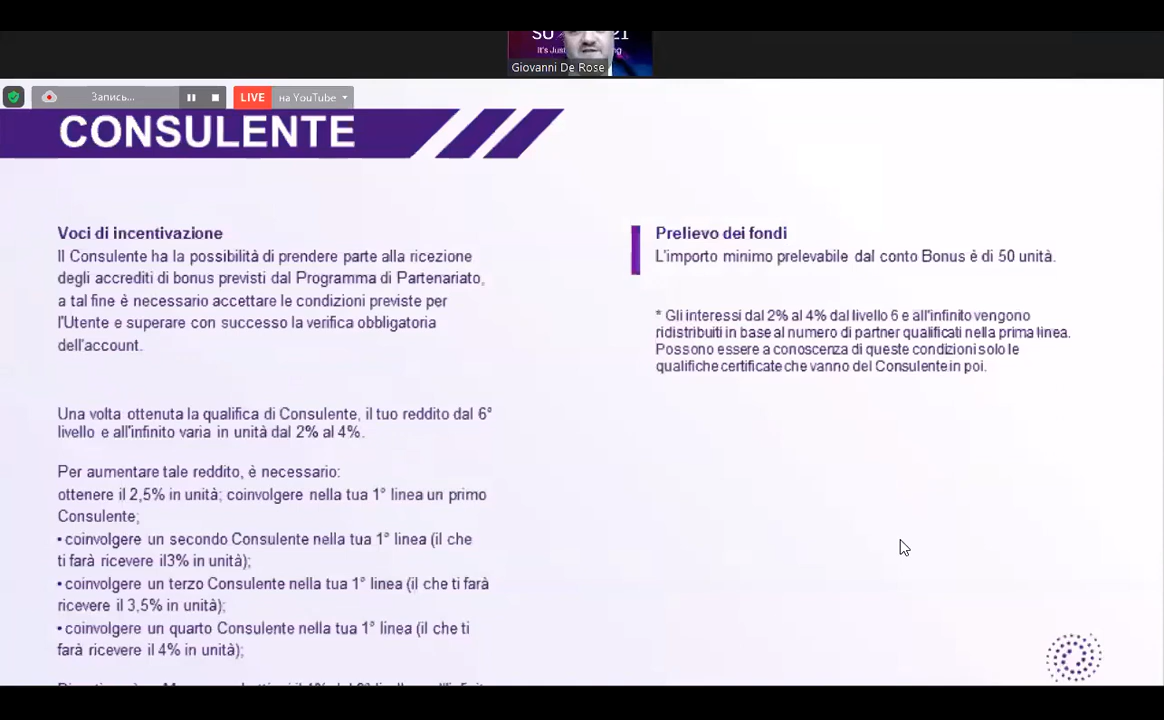 SU 21
It's Just
Giovanni De Rose
Запись...
LIVE на YouTube
CONSULENTE
Voci di incentivazione
Il Consulente ha la possibilità di prendere parte alla ricezione
degli accrediti di bonus previsti dal Programma di Partenariato,
a tal fine è necessario accettare le condizioni previste per
l'Utente e superare con successo la verifica obbligatoria
dell'account.
Una volta ottenuta la qualifica di Consulente, il tuo reddito dal 6°
livello e all'infinito varia in unità dal 2% al 4%.
Per aumentare tale reddito, è necessario:
ottenere il 2,5% in unità; coinvolgere nella tua 1° linea un primo
Consulente;
• coinvolgere un secondo Consulente nella tua 1° linea (il che
ti farà ricevere il3% in unità);
• coinvolgere un terzo Consulente nella tua 1° linea (il che ti farà
ricevere il 3,5% in unità);
• coinvolgere un quarto Consulente nella tua 1° linea (il che ti
farà ricevere il 4% in unità);
Prelievo dei fondi
L'importo minimo prelevabile dal conto Bonus è di 50 unità.
* Gli interessi dal 2% al 4% dal livello 6 e all'infinito vengono
ridistribuiti in base al numero di partner qualificati nella prima linea.
Possono essere a conoscenza di queste condizioni solo le
qualifiche certificate che vanno del Consulente in poi.